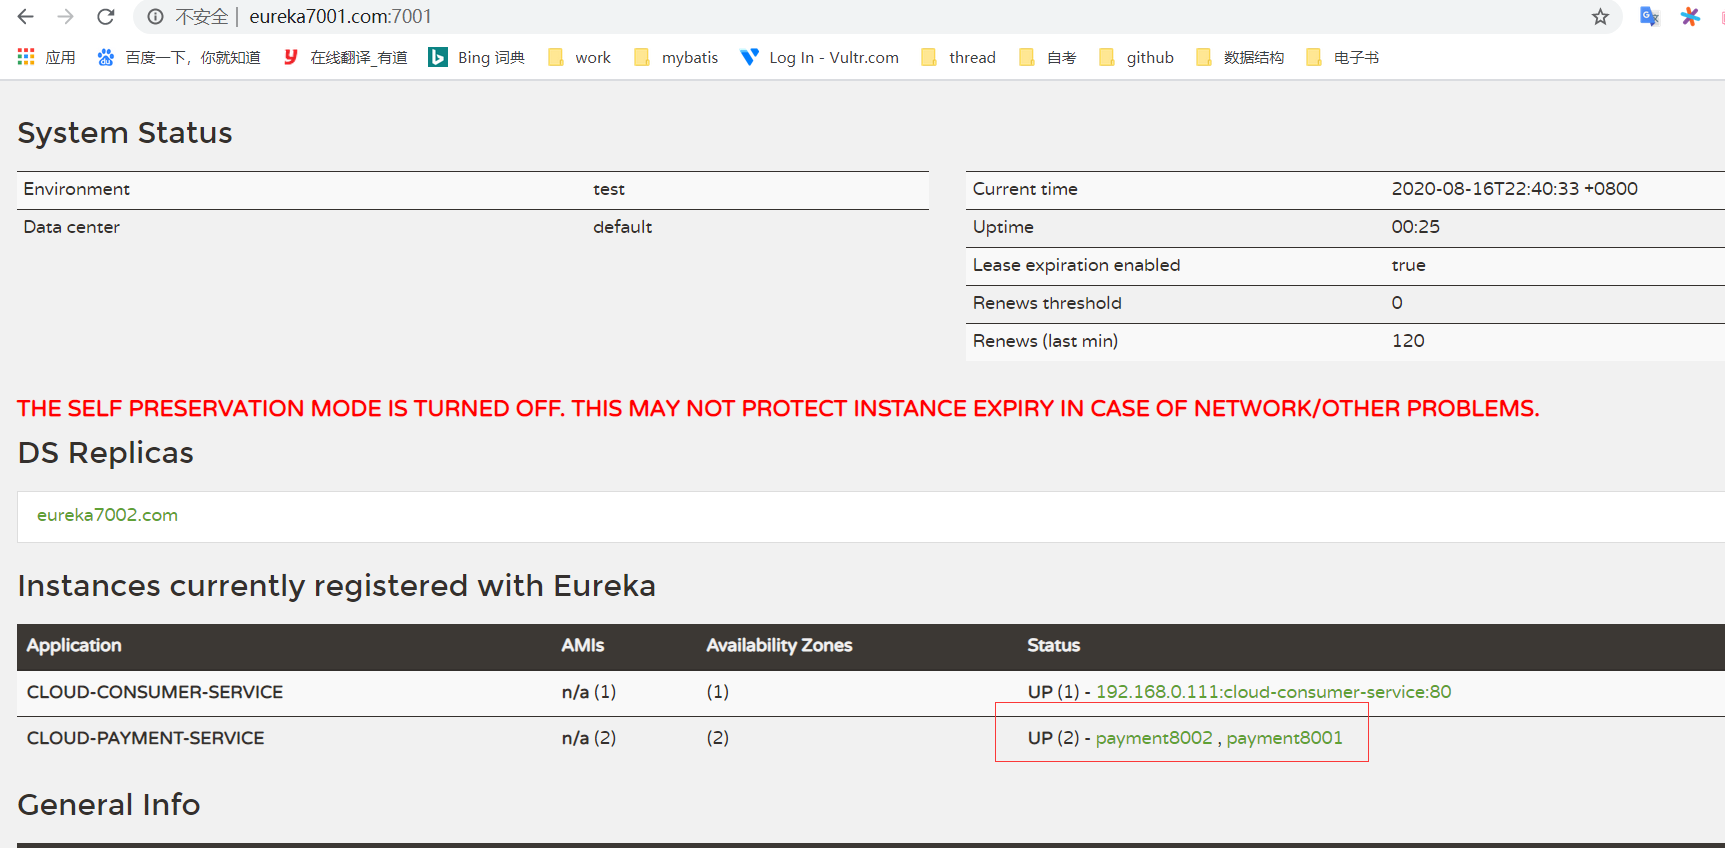 不安全 | eureka7001.com:7001
应用 百度一下，你就知道 在线翻译_有道 Bing 词典 work mybatis Log In - Vultr.com thread 自考 github 数据结构 电子书
System Status
Environment test
Data center default
Current time 2020-08-16T22:40:33 +0800
Uptime 00:25
Lease expiration enabled true
Renews threshold 0
Renews (last min) 120
THE SELF PRESERVATION MODE IS TURNED OFF. THIS MAY NOT PROTECT INSTANCE EXPIRY IN CASE OF NETWORK/OTHER PROBLEMS.
DS Replicas
eureka7002.com
Instances currently registered with Eureka
Application AMIs Availability Zones Status
CLOUD-CONSUMER-SERVICE n/a (1) (1) UP (1) - 192.168.0.111:cloud-consumer-service:80
CLOUD-PAYMENT-SERVICE n/a (2) (2) UP (2) - payment8002 , payment8001
General Info